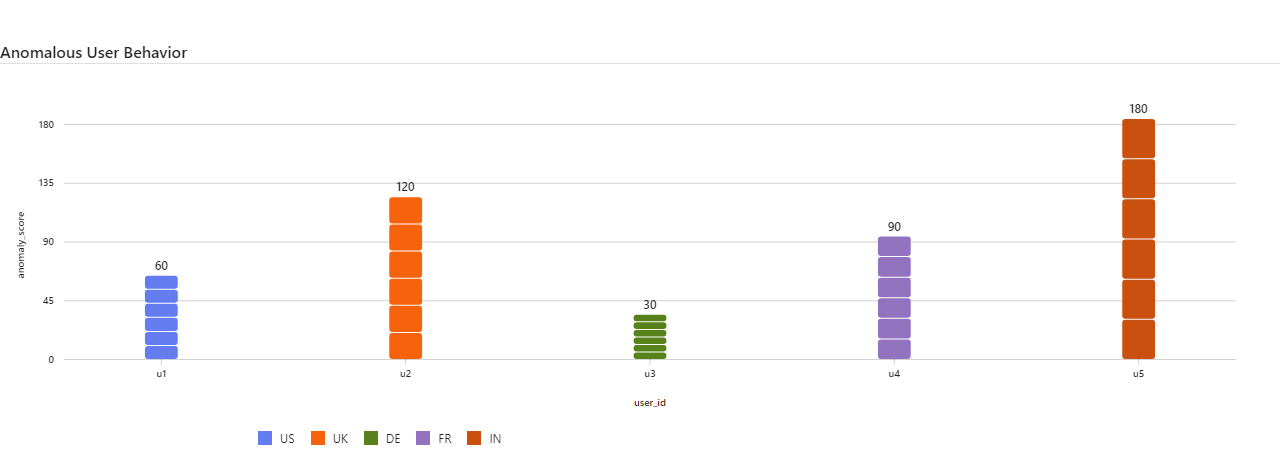 Anomalous User Behavior
180
135
90
45
0
anomaly_score
60
120
30
90
180
u1
u2
u3
u4
u5
user_id
US
UK
DE
FR
IN